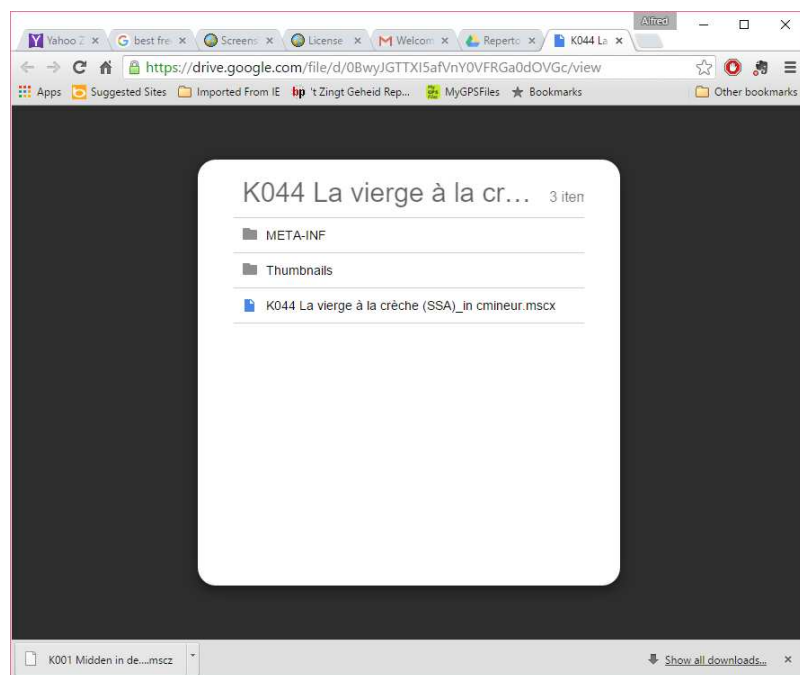 Alfred
Yahoo Z G best fre Screens License Welcom Reperto K044 La
https://drive.google.com/file/d/0BwyJGTTXI5afVnY0VFRGa0dOVGc/view
Apps Suggested Sites Imported From IE bp 't Zingt Geheid Rep... MyGPSFiles Bookmarks Other bookmarks
K044 La vierge à la cr... 3 item
META-INF
Thumbnails
K044 La vierge à la crèche (SSA)_in cmineur.mscx
K001 Midden in de....mscz Show all downloads...